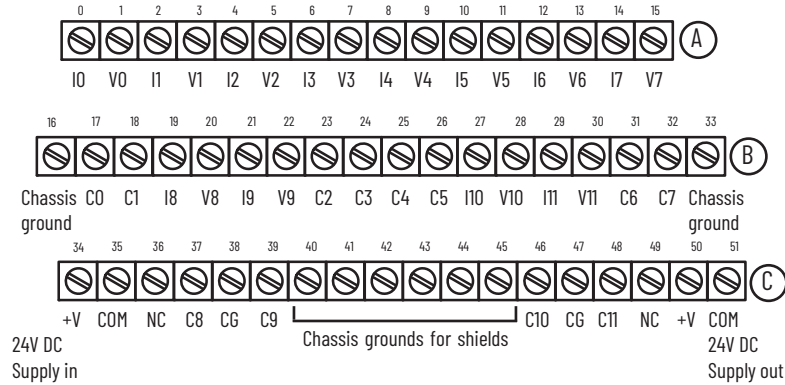 0 1 2 3 4 5 6 7 8 9 10 11 12 13 14 15
A
I0 V0 I1 V1 I2 V2 I3 V3 I4 V4 I5 V5 I6 V6 I7 V7
16 17 18 19 20 21 22 23 24 25 26 27 28 29 30 31 32 33
B
Chassis C0 C1 I8 V8 I9 V9 C2 C3 C4 C5 I10 V10 I11 V11 C6 C7 Chassis
ground ground
34 35 36 37 38 39 40 41 42 43 44 45 46 47 48 49 50 51
C
+V COM NC C8 CG C9 Chassis grounds for shields C10 CG C11 NC +V COM
24V DC 24V DC
Supply in Supply out